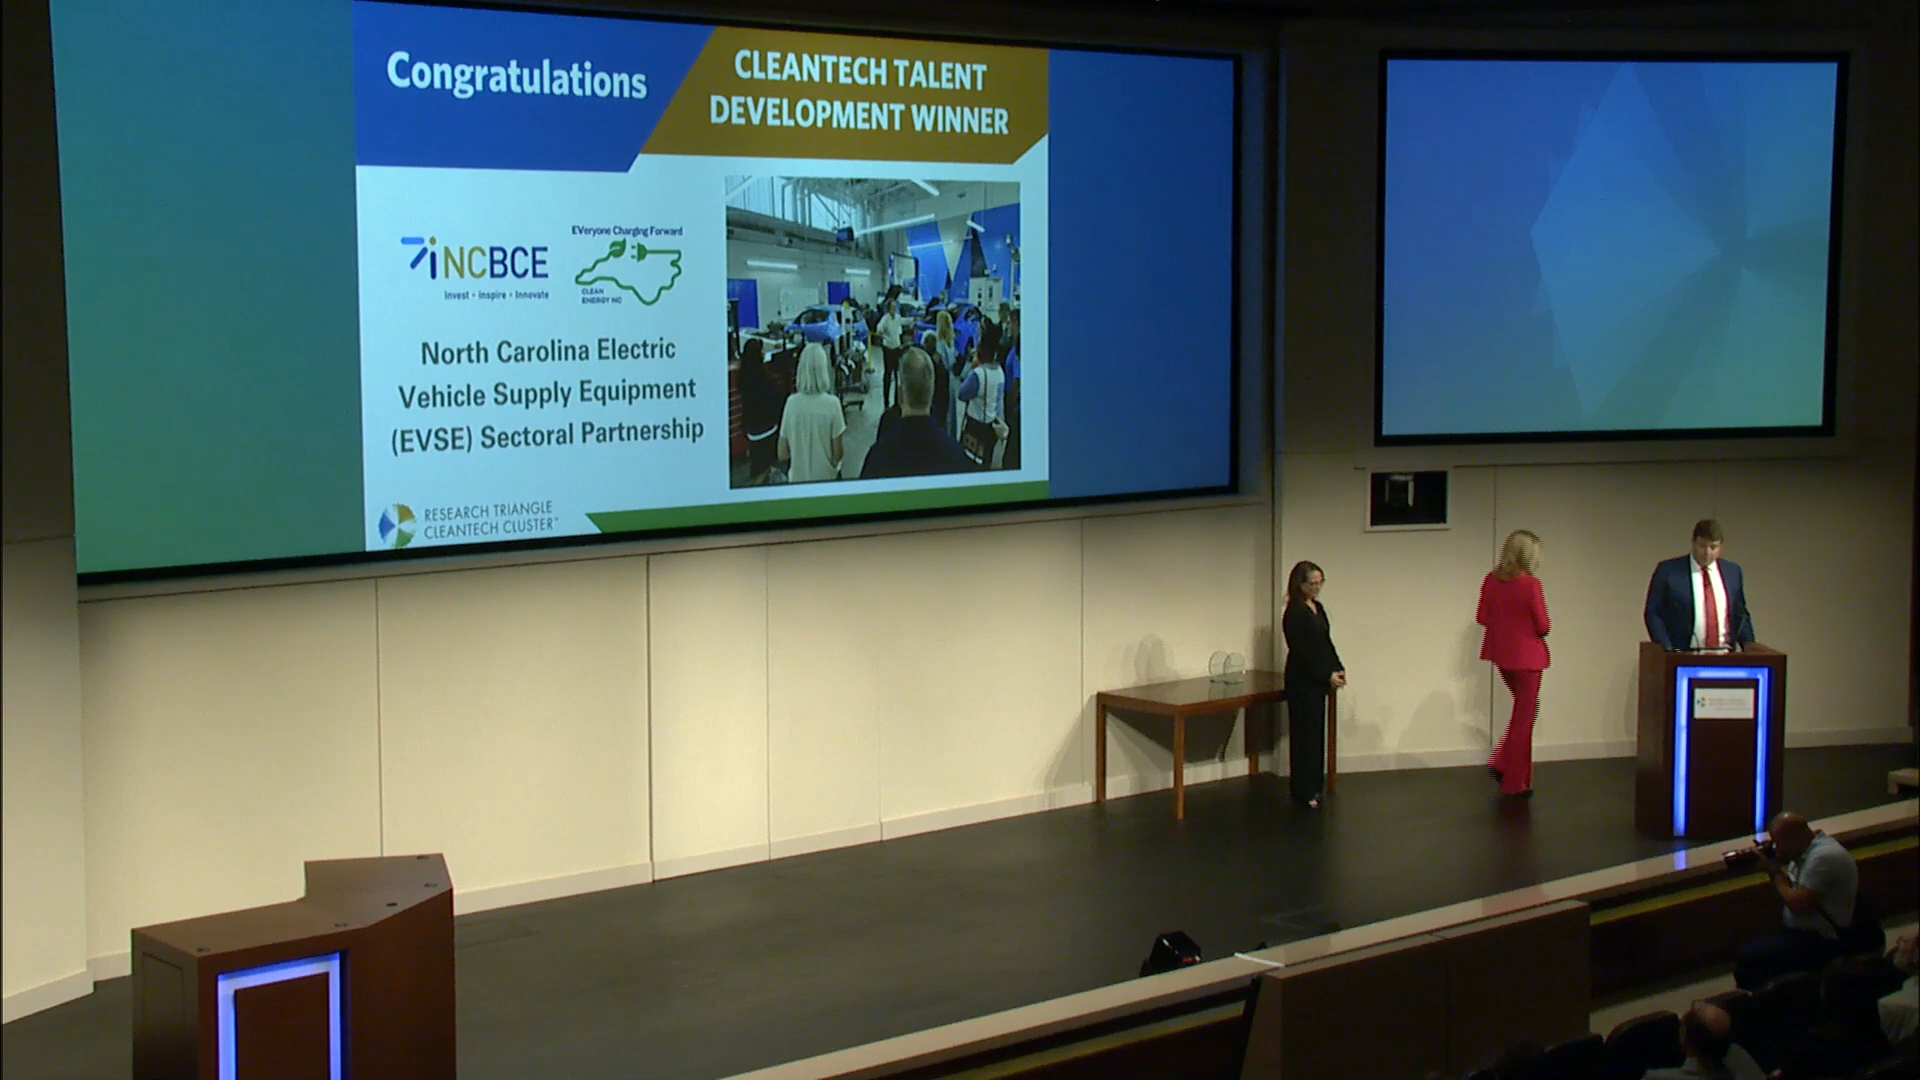 Congratulations
CLEANTECH TALENT
DEVELOPMENT WINNER
NCBCE
Invest • Inspire • Innovate
EVeryone Charging Forward
CLEAN
ENERGY NC
North Carolina Electric
Vehicle Supply Equipment
(EVSE) Sectoral Partnership
RESEARCH TRIANGLE
CLEANTECH CLUSTER™